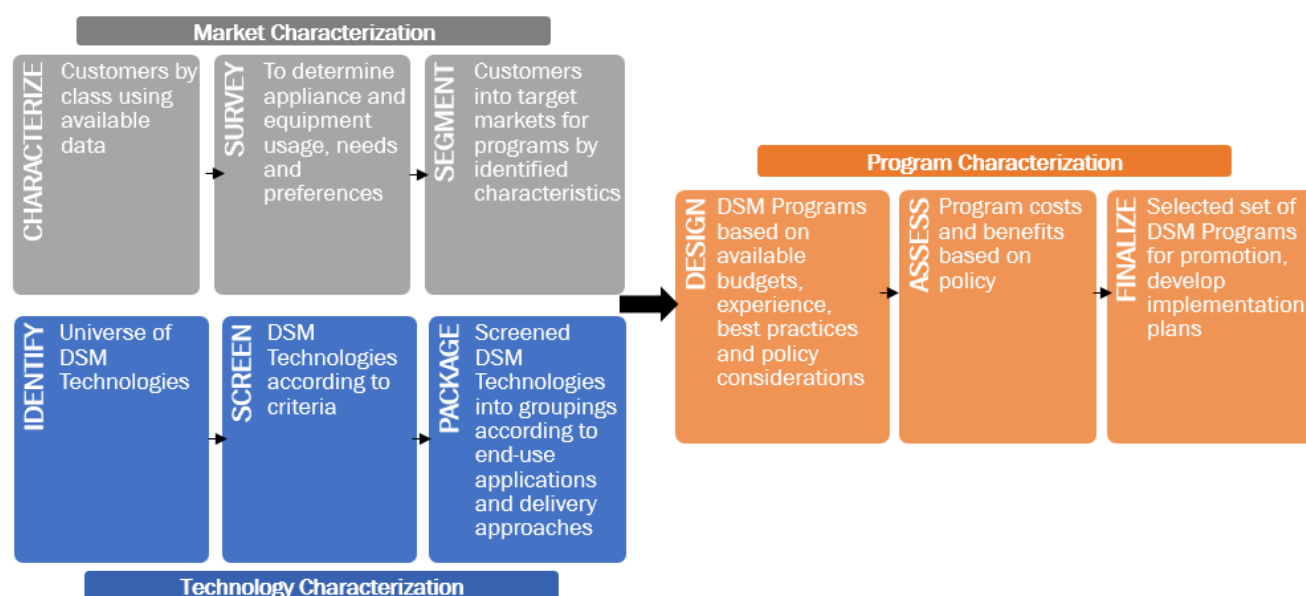 Market Characterization
CHARACTERIZE
Customers by
class using
available
data
SURVEY
To determine
appliance and
equipment
usage, needs
and
preferences
SEGMENT
Customers
into target
markets for
programs by
identified
characteristics
IDENTIFY
Universe of
DSM
Technologies
SCREEN
DSM
Technologies
according to
criteria
PACKAGE
Screened
DSM
Technologies
into groupings
according to
end-use
applications
and delivery
approaches
Technology Characterization
Program Characterization
DESIGN
DSM Programs
based on
available
budgets,
experience,
best practices
and policy
considerations
ASSESS
Program costs
and benefits
based on
policy
FINALIZE
Selected set of
DSM Programs
for promotion,
develop
implementation
plans